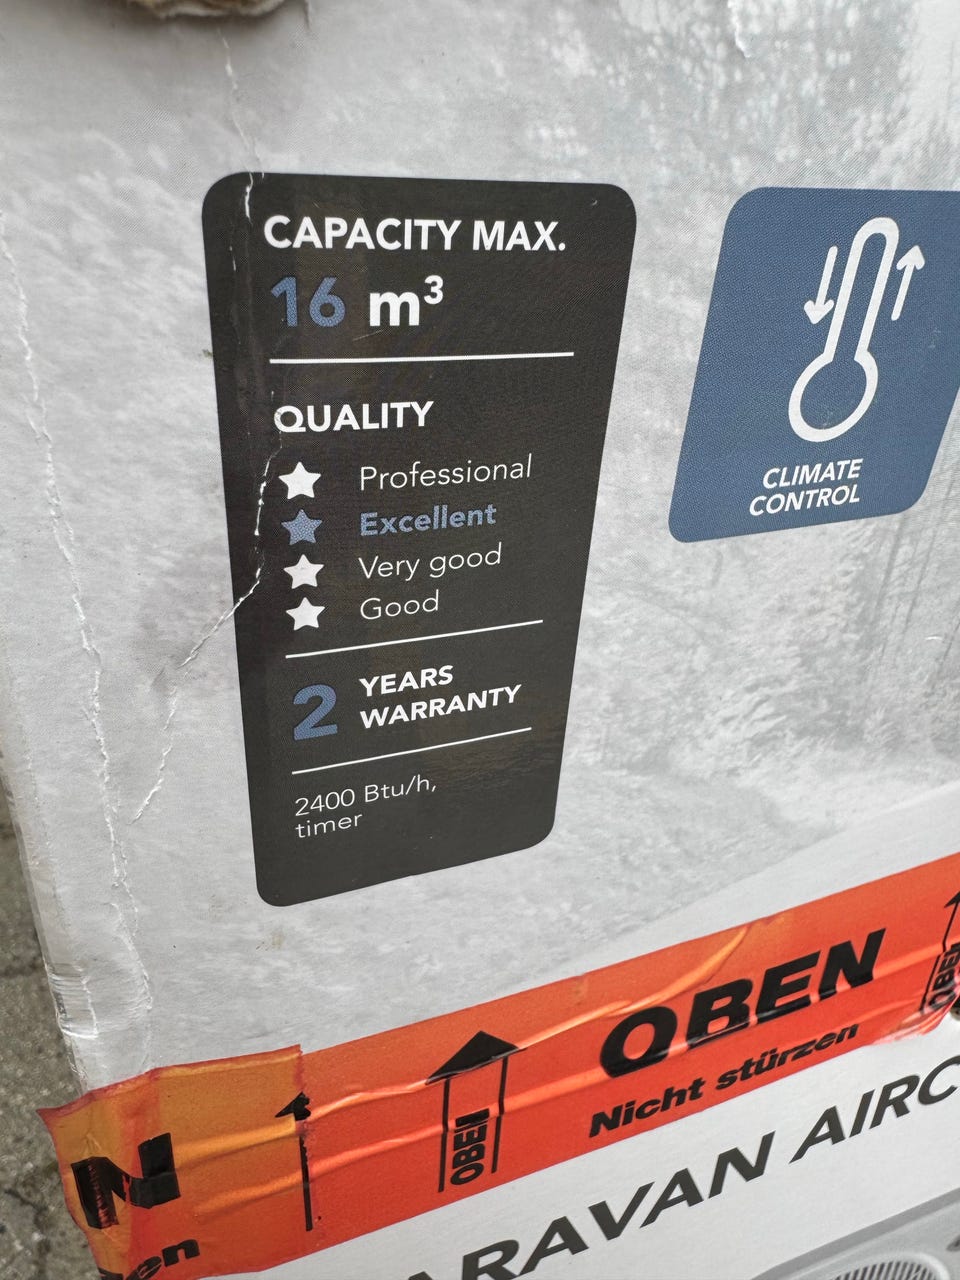 CAPACITY MAX.
16 m³
QUALITY
Professional
Excellent
Very good
Good
2 YEARS
WARRANTY
2400 Btu/h,
timer
CLIMATE
CONTROL
OBEN
Nicht stürzen
OBEN
OBEN
N
en
ARAVAN AIRC